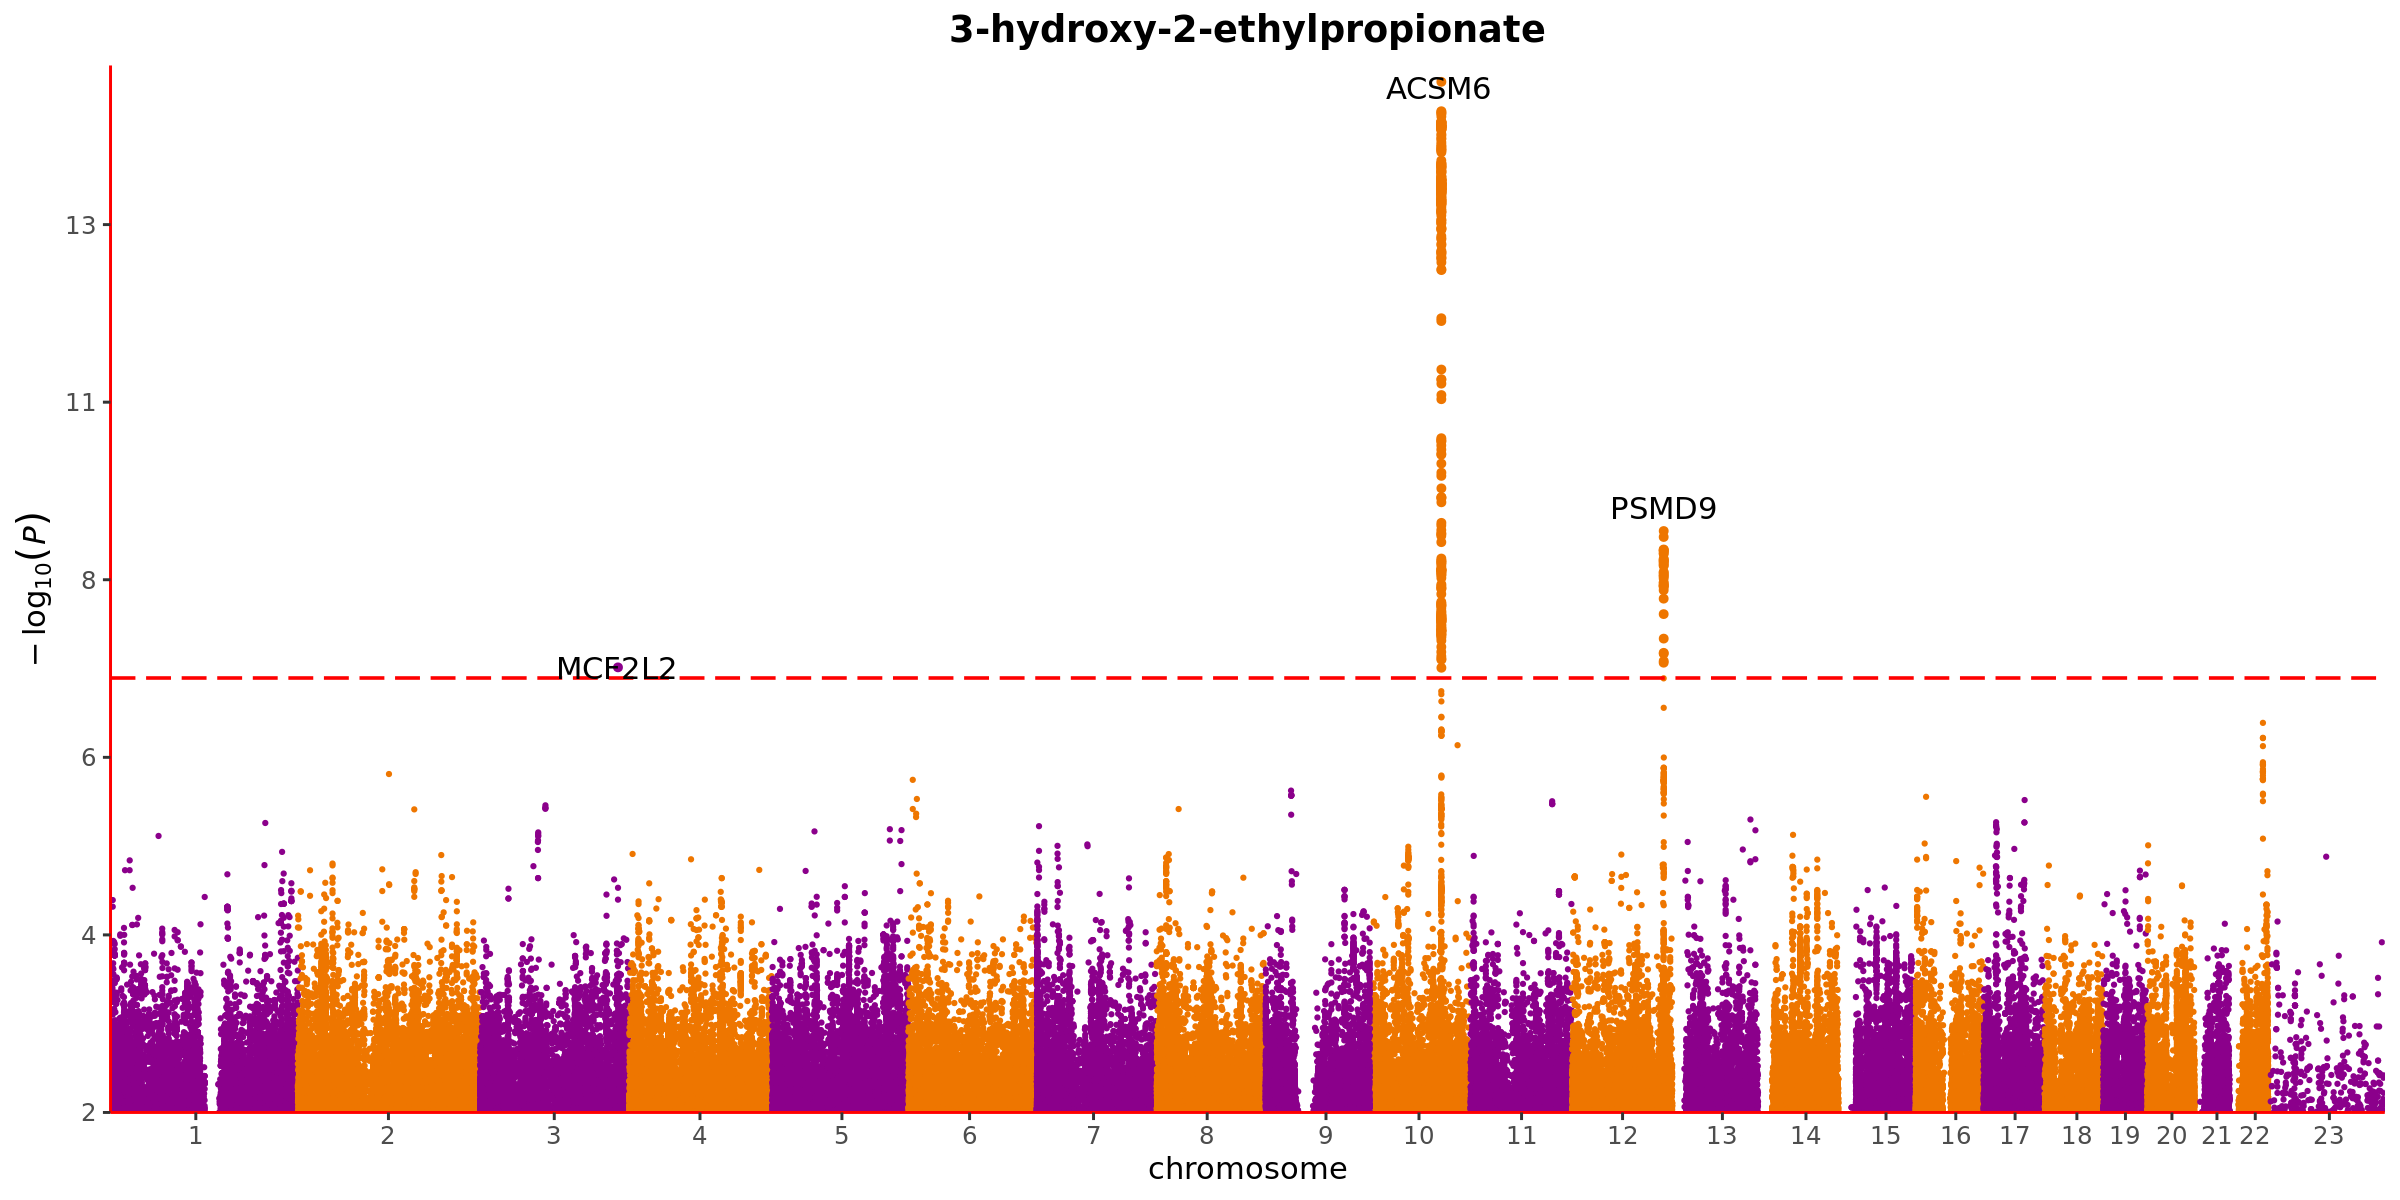 3-hydroxy-2-ethylpropionate
ACSM6
13
11
PSMD9
− log10(P)
8
MCF2L2
6
4
2
1 2 3 4 5 6 7 8 9 10 11 12 13 14 15 16 17 18 19 20 21 22 23
chromosome